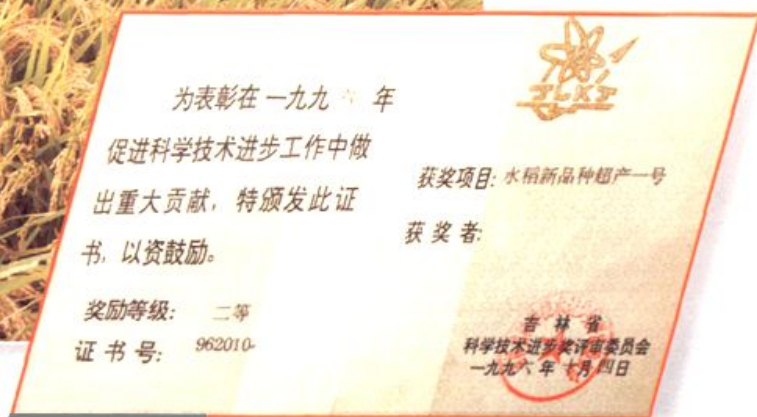 为表彰在一九九六年
促进科学技术进步工作中做
出重大贡献，特颁发此证
书，以资鼓励。
奖励等级：二等
证书号：962010-
JLKJ
获奖项目：水稻新品种超产一号
获奖者：
吉林省
科学技术进步奖评审委员会
一九九六年十月四日